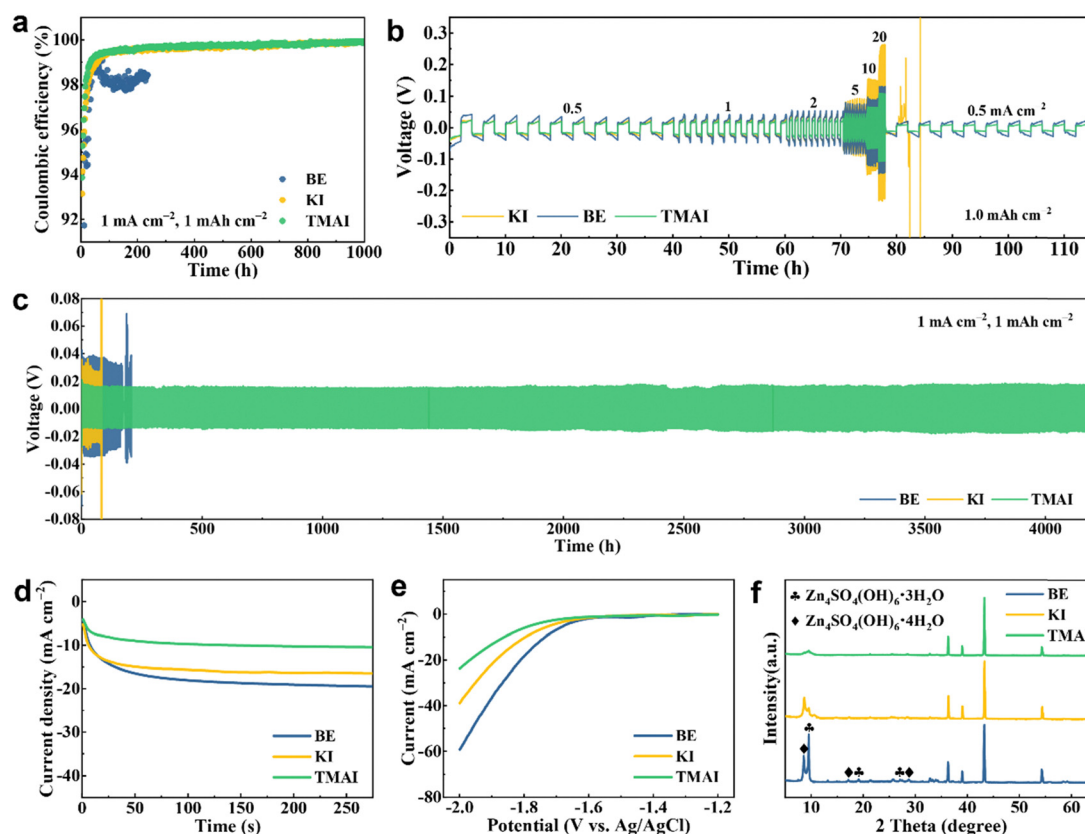 a
Coulombic efficiency (%)
100
98
96
94
92
BE
KI
TMAI
1 mA cm−2, 1 mAh cm−2
0 200 400 600 800 1000
Time (h)
b
Voltage (V)
0.3
0.2
0.1
0.0
-0.1
-0.2
-0.3
0.5
1
2
5
10
20
0.5 mA cm 2
KI BE TMAI
1.0 mAh cm 2
0 10 20 30 40 50 60 70 80 90 100 110
Time (h)
c
Voltage (V)
0.08
0.06
0.04
0.02
0.00
-0.02
-0.04
-0.06
-0.08
1 mA cm−2, 1 mAh cm−2
BE KI TMAI
0 500 1000 1500 2000 2500 3000 3500 4000
Time (h)
d
Current density (mA cm−2)
0
-10
-20
-30
-40
BE
KI
TMAI
0 50 100 150 200 250
Time (s)
e
Current (mA cm−2)
0
-20
-40
-60
-80
BE
KI
TMAI
-2.0 -1.8 -1.6 -1.4 -1.2
Potential (V vs. Ag/AgCl)
f
Intensity(a.u.)
♣ Zn4SO4(OH)6•3H2O
♦ Zn4SO4(OH)6•4H2O
BE
KI
TMAI
10 20 30 40 50 60
2 Theta (degree)